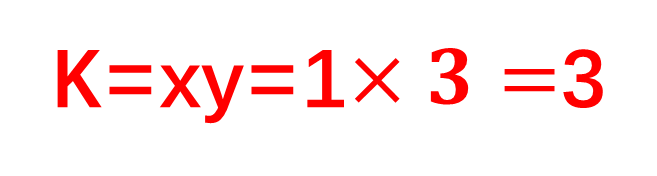 K=xy=1× 3 =3